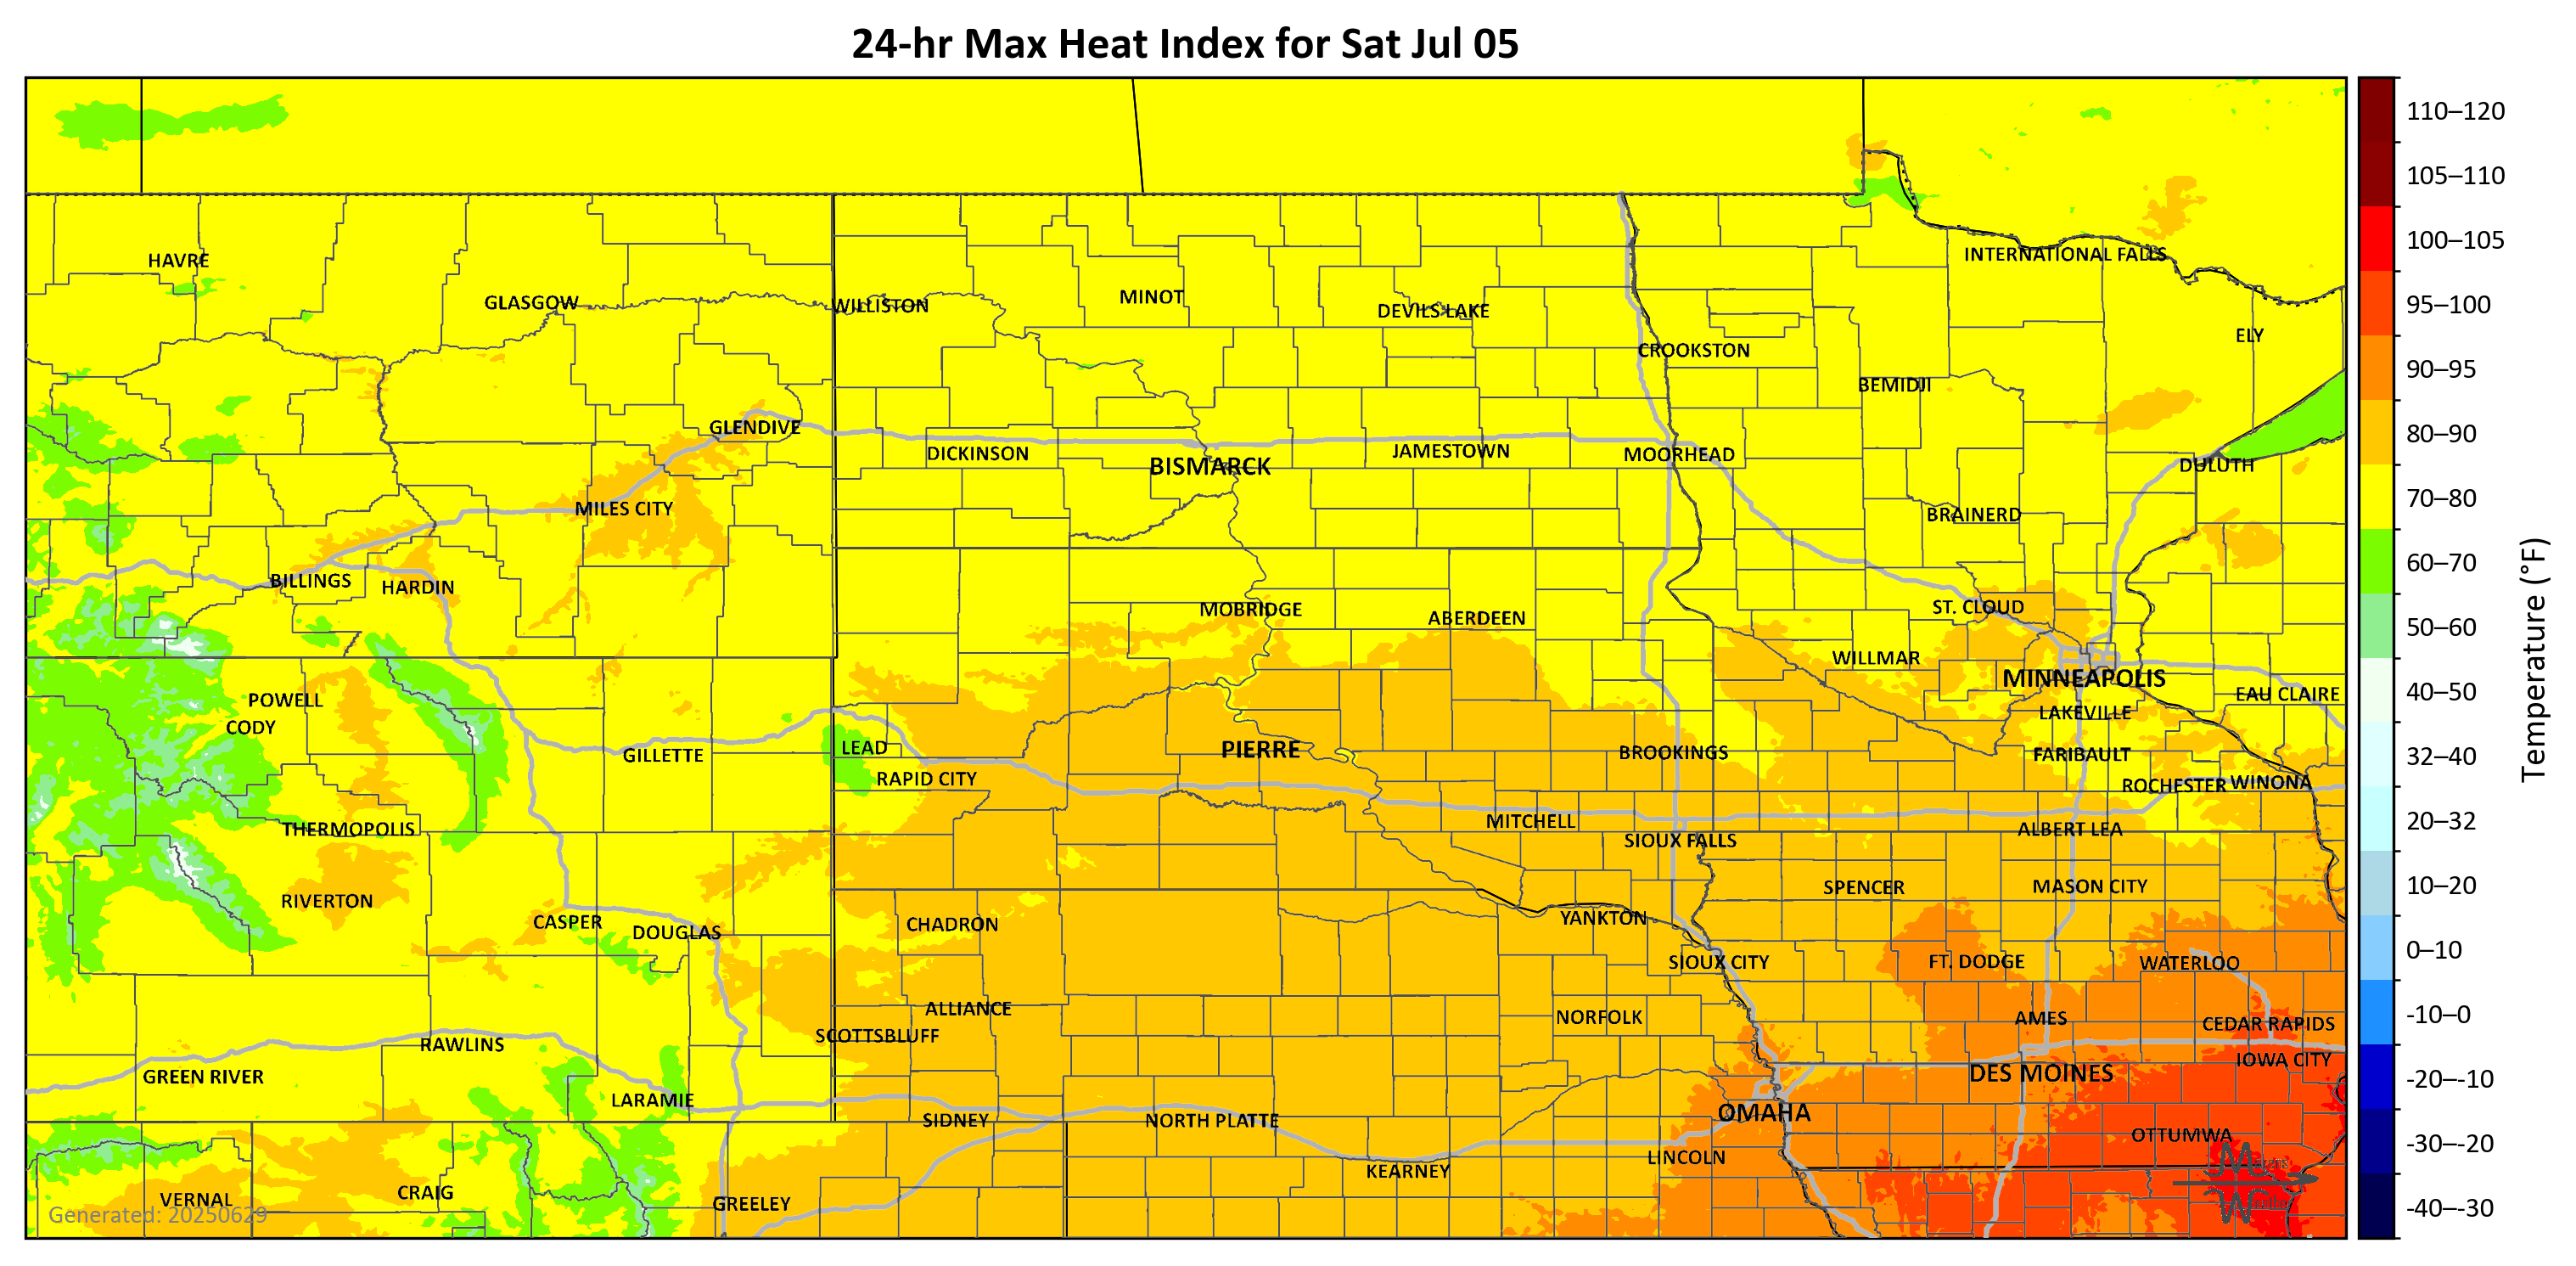 24-hr Max Heat Index for Sat Jul 05
110–120
105–110
HAVRE
INTERNATIONAL FALLS
100–105
GLASGOW
WILLISTON
MINOT
DEVILS LAKE
95–100
CROOKSTON
ELY
90–95
BEMIDJI
GLENDIVE
DICKINSON
BISMARCK
JAMESTOWN
MOORHEAD
DULUTH
80–90
MILES CITY
BRAINERD
70–80
BILLINGS
HARDIN
60–70
MOBRIDGE
ABERDEEN
ST. CLOUD
50–60
WILLMAR
MINNEAPOLIS
POWELL
EAU CLAIRE
40–50
CODY
LAKEVILLE
Temperature (°F)
LEAD
GILLETTE
PIERRE
BROOKINGS
FARIBAULT
32–40
RAPID CITY
ROCHESTER
WINONA
THERMOPOLIS
MITCHELL
ALBERT LEA
20–32
SIOUX FALLS
RIVERTON
SPENCER
MASON CITY
10–20
CASPER
DOUGLAS
CHADRON
YANKTON
SIOUX CITY
FT. DODGE
WATERLOO
0–10
ALLIANCE
NORFOLK
AMES
CEDAR RAPIDS
-10–0
SCOTTSBLUFF
RAWLINS
IOWA CITY
GREEN RIVER
DES MOINES
-20–-10
LARAMIE
SIDNEY
NORTH PLATTE
OMAHA
OTTUMWA
-30–-20
KEARNEY
LINCOLN
VERNAL
CRAIG
GREELEY
-40–-30
Generated: 20250629